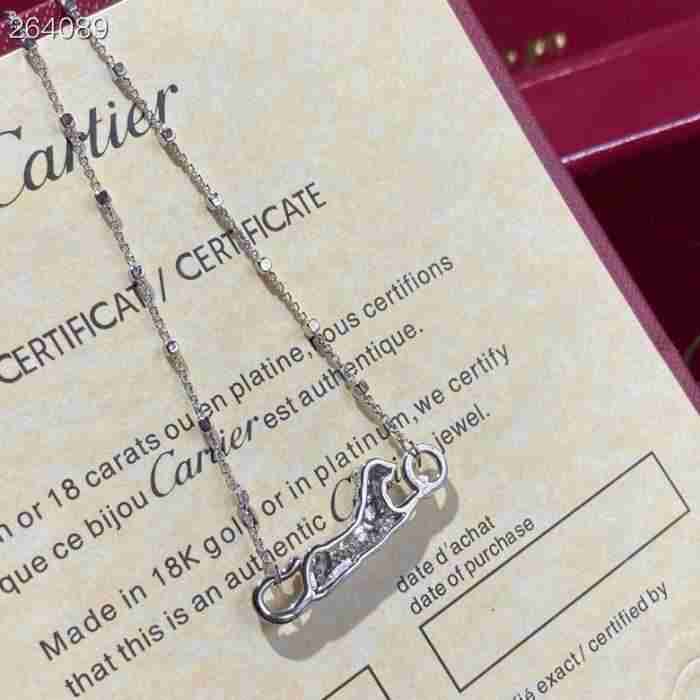 264089
Cartier
CERTIFICAT / CERTIFICATE
n or 18 carats ou en platine, nous certifions
que ce bijou Cartier est authentique.
Made in 18K gold or in platinum, we certify
that this is an authentic jewel.
date d'achat
date of purchase
ié exact / certified by